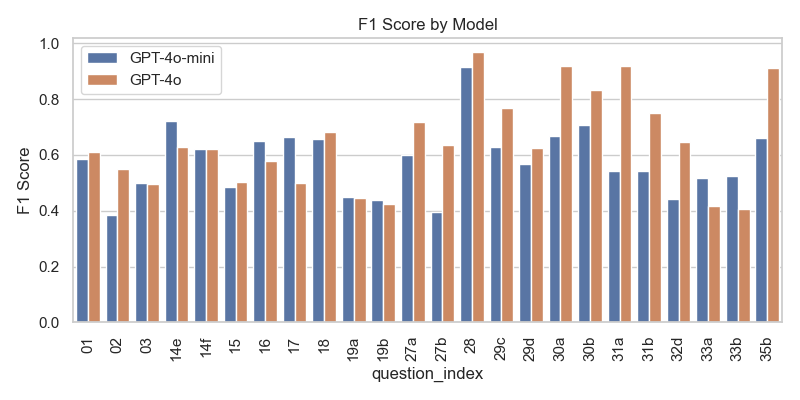 F1 Score by Model
GPT-4o-mini
GPT-4o
1.0
0.8
0.6
0.4
0.2
0.0
F1 Score
01 02 03 14e 14f 15 16 17 18 19a 19b 27a 27b 28 29c 29d 30a 30b 31a 31b 32d 33a 33b 35b
question_index